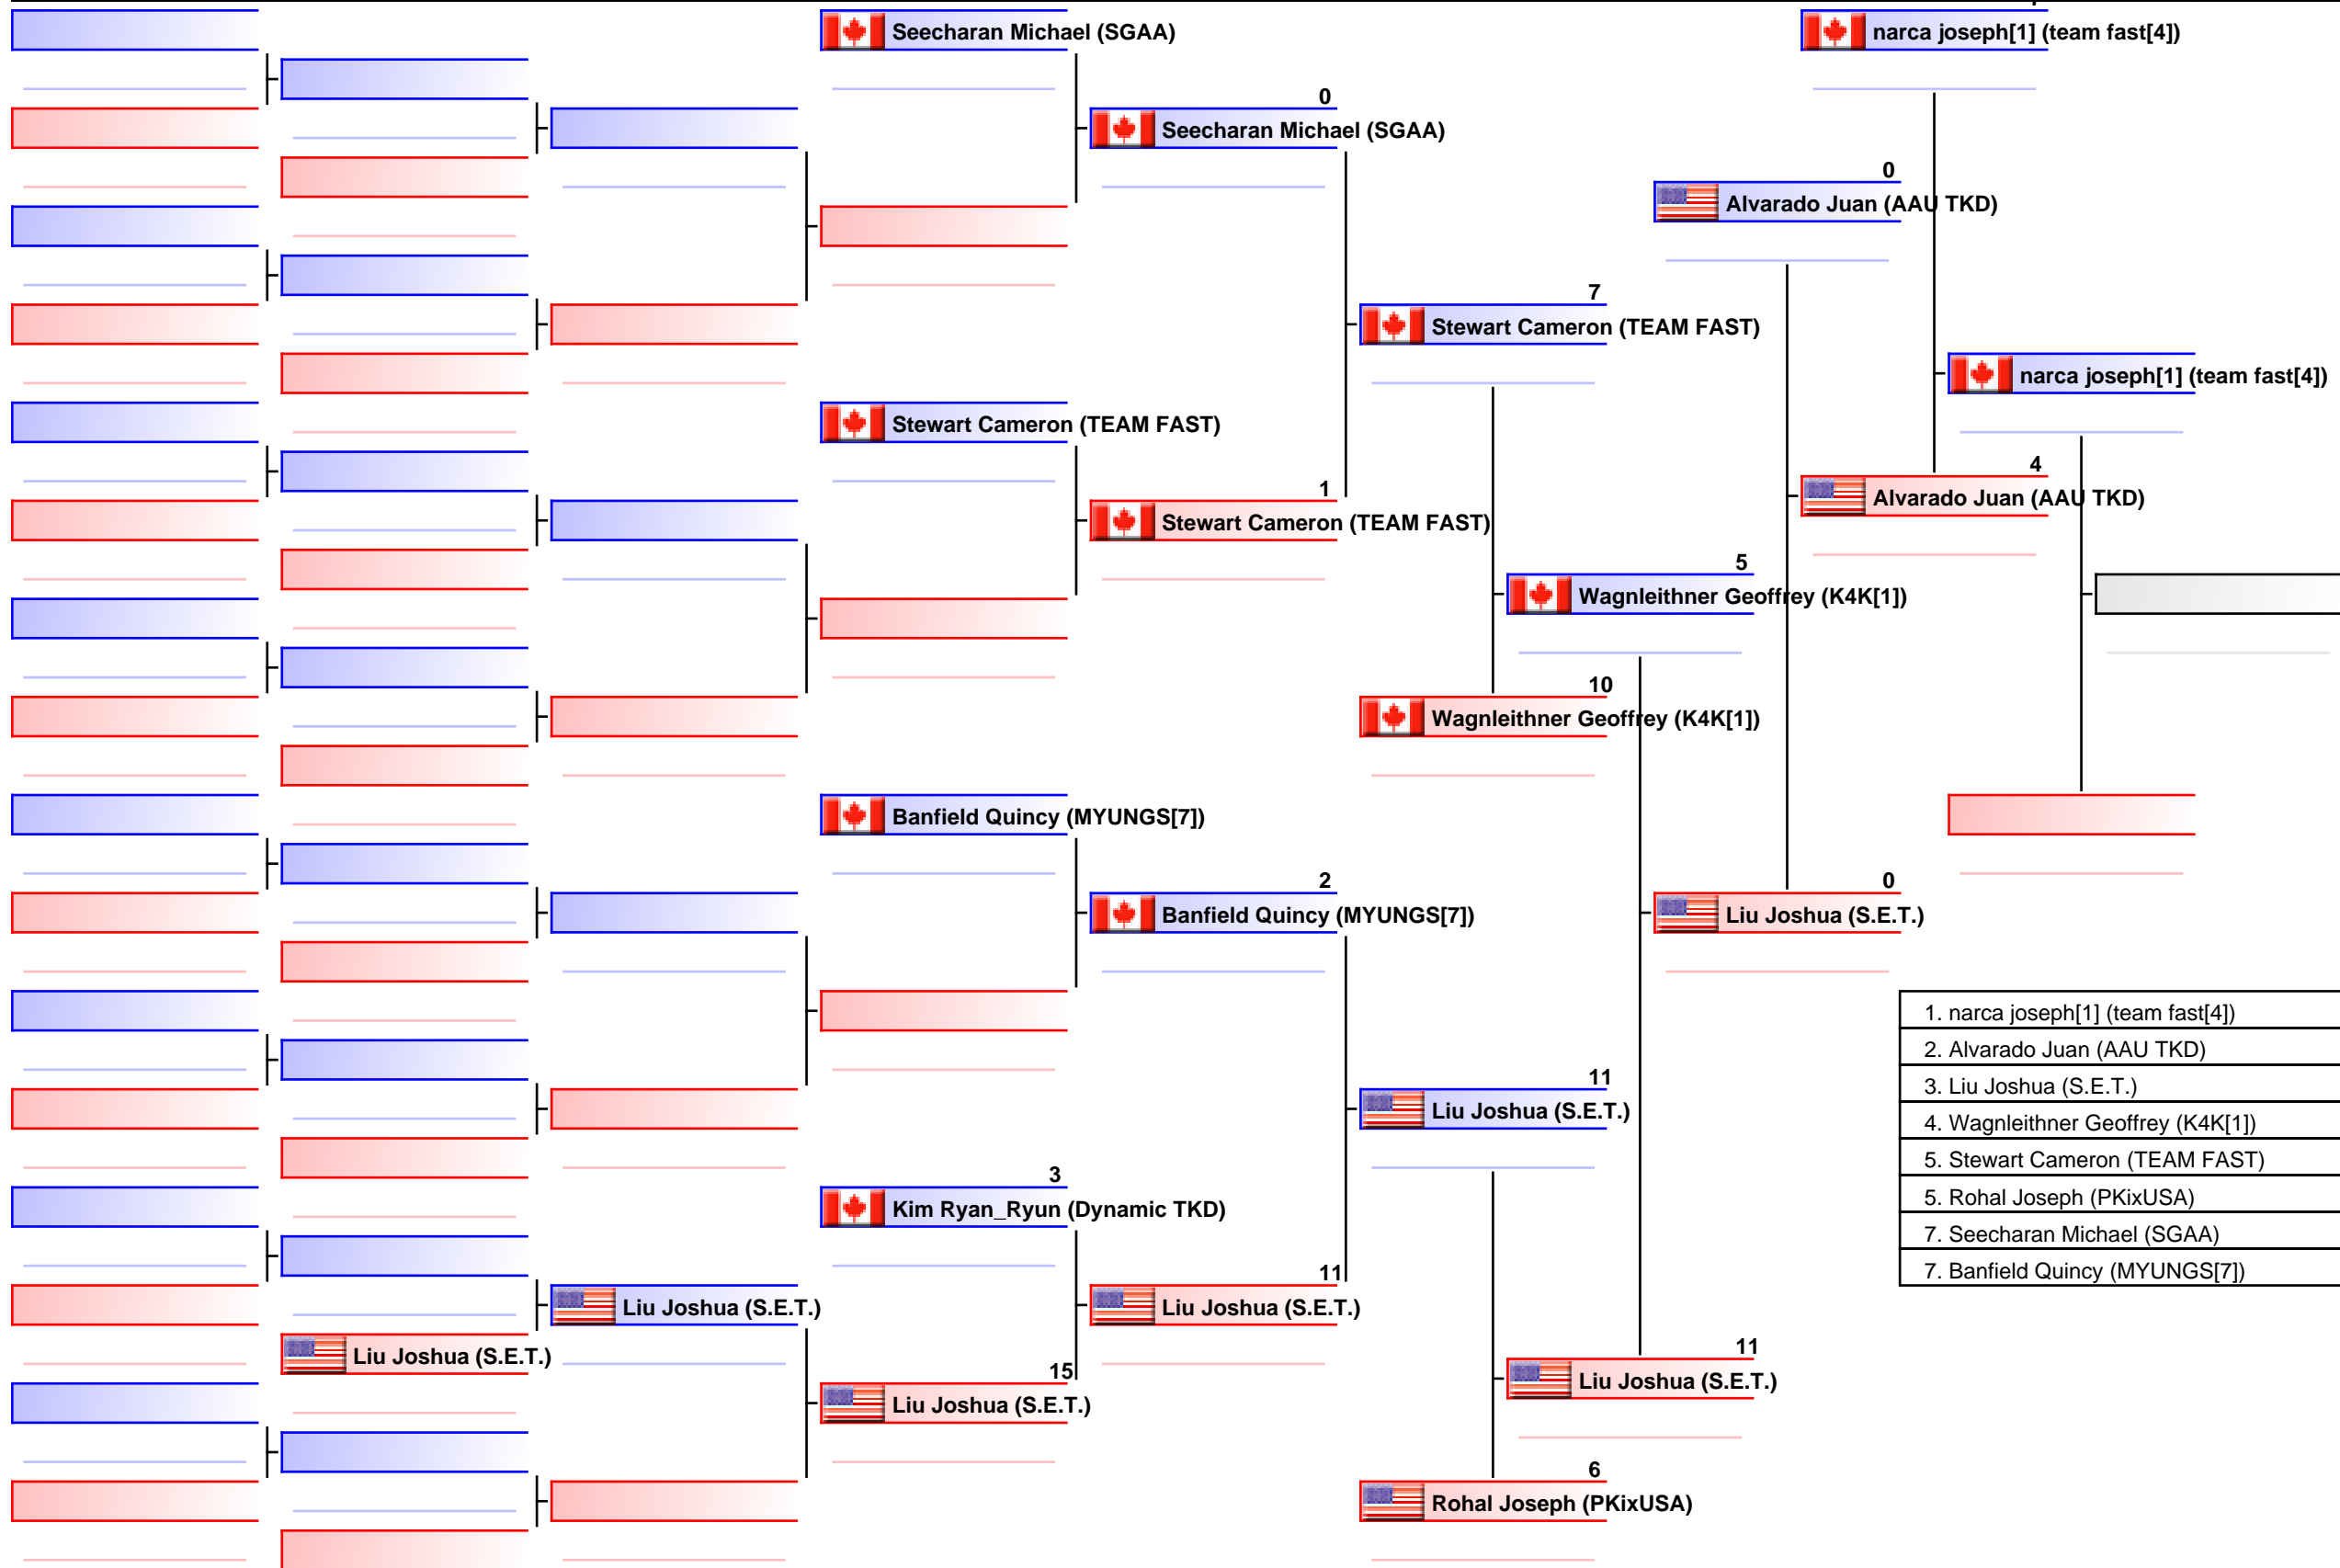 Seecharan Michael (SGAA)
narca joseph[1] (team fast[4])
0
Seecharan Michael (SGAA)
0
Alvarado Juan (AAU TKD)
7
Stewart Cameron (TEAM FAST)
narca joseph[1] (team fast[4])
Stewart Cameron (TEAM FAST)
4
Alvarado Juan (AAU TKD)
1
Stewart Cameron (TEAM FAST)
5
Wagnleithner Geoffrey (K4K[1])
10
Wagnleithner Geoffrey (K4K[1])
Banfield Quincy (MYUNGS[7])
2
Banfield Quincy (MYUNGS[7])
0
Liu Joshua (S.E.T.)
1. narca joseph[1] (team fast[4])
2. Alvarado Juan (AAU TKD)
3. Liu Joshua (S.E.T.)
4. Wagnleithner Geoffrey (K4K[1])
5. Stewart Cameron (TEAM FAST)
5. Rohal Joseph (PKixUSA)
7. Seecharan Michael (SGAA)
7. Banfield Quincy (MYUNGS[7])
11
Liu Joshua (S.E.T.)
3
Kim Ryan_Ryun (Dynamic TKD)
11
Liu Joshua (S.E.T.)
Liu Joshua (S.E.T.)
Liu Joshua (S.E.T.)
15
Liu Joshua (S.E.T.)
11
Liu Joshua (S.E.T.)
6
Rohal Joseph (PKixUSA)